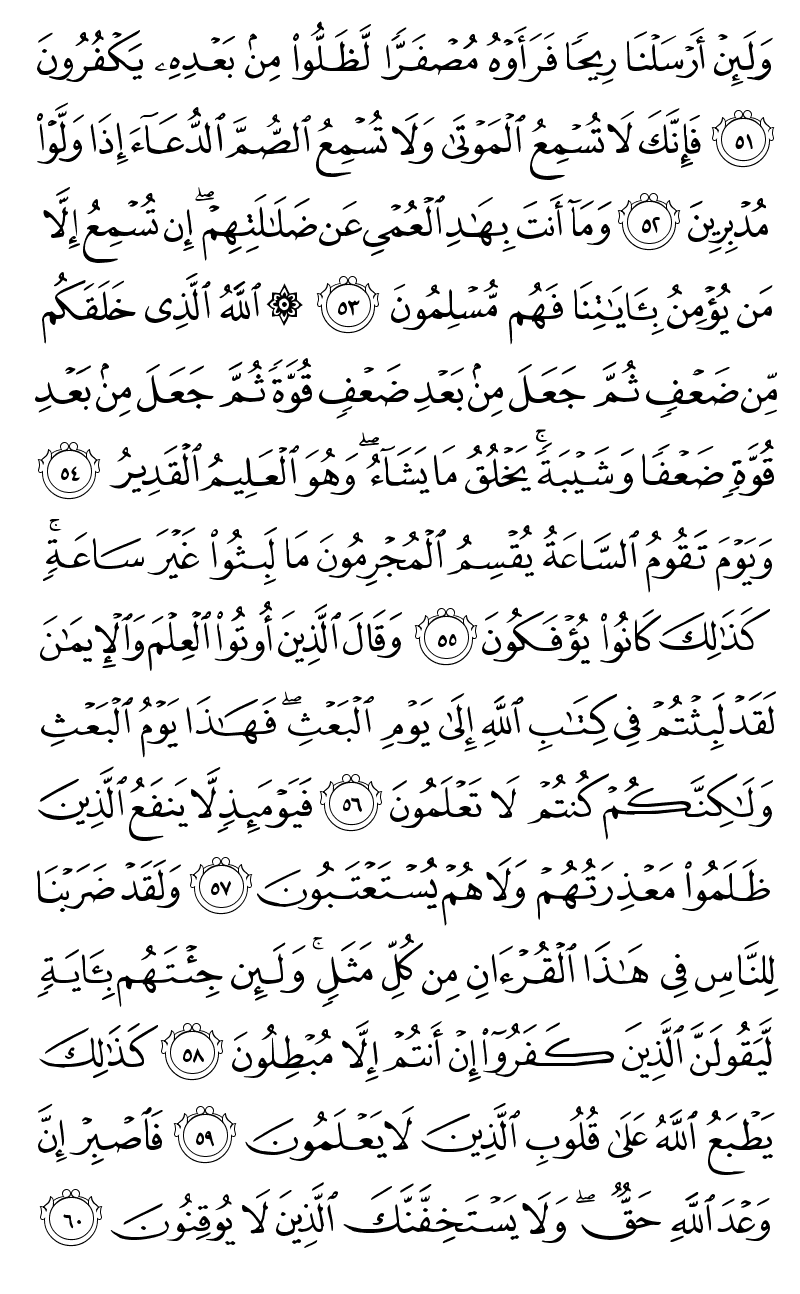 وَلَئِنْ أَرْسَلْنَا رِيحًا فَرَأَوْهُ مُصْفَرًّا لَّظَلُّوا۟ مِنۢ بَعْدِهِۦ يَكْفُرُونَ
٥١ فَإِنَّكَ لَا تُسْمِعُ ٱلْمَوْتَىٰ وَلَا تُسْمِعُ ٱلصُّمَّ ٱلدُّعَآءَ إِذَا وَلَّوْا۟
مُدْبِرِينَ ٥٢ وَمَآ أَنتَ بِهَٰدِ ٱلْعُمْىِ عَن ضَلَٰلَتِهِمْ ۖ إِن تُسْمِعُ إِلَّا
مَن يُؤْمِنُ بِـَٔايَٰتِنَا فَهُم مُّسْلِمُونَ ٥٣ ۞ ٱللَّهُ ٱلَّذِى خَلَقَكُم
مِّن ضَعْفٍ ثُمَّ جَعَلَ مِنۢ بَعْدِ ضَعْفٍ قُوَّةً ثُمَّ جَعَلَ مِنۢ بَعْدِ
قُوَّةٍ ضَعْفًا وَشَيْبَةً ۚ يَخْلُقُ مَا يَشَآءُ ۖ وَهُوَ ٱلْعَلِيمُ ٱلْقَدِيرُ ٥٤
وَيَوْمَ تَقُومُ ٱلسَّاعَةُ يُقْسِمُ ٱلْمُجْرِمُونَ مَا لَبِثُوا۟ غَيْرَ سَاعَةٍ ۚ
كَذَٰلِكَ كَانُوا۟ يُؤْفَكُونَ ٥٥ وَقَالَ ٱلَّذِينَ أُوتُوا۟ ٱلْعِلْمَ وَٱلْإِيمَٰنَ
لَقَدْ لَبِثْتُمْ فِى كِتَٰبِ ٱللَّهِ إِلَىٰ يَوْمِ ٱلْبَعْثِ ۖ فَهَٰذَا يَوْمُ ٱلْبَعْثِ
وَلَٰكِنَّكُمْ كُنتُمْ لَا تَعْلَمُونَ ٥٦ فَيَوْمَئِذٍ لَّا يَنفَعُ ٱلَّذِينَ
ظَلَمُوا۟ مَعْذِرَتُهُمْ وَلَا هُمْ يُسْتَعْتَبُونَ ٥٧ وَلَقَدْ ضَرَبْنَا
لِلنَّاسِ فِى هَٰذَا ٱلْقُرْءَانِ مِن كُلِّ مَثَلٍ ۚ وَلَئِن جِئْتَهُم بِـَٔايَةٍ
لَّيَقُولَنَّ ٱلَّذِينَ كَفَرُوٓا۟ إِنْ أَنتُمْ إِلَّا مُبْطِلُونَ ٥٨ كَذَٰلِكَ
يَطْبَعُ ٱللَّهُ عَلَىٰ قُلُوبِ ٱلَّذِينَ لَا يَعْلَمُونَ ٥٩ فَٱصْبِرْ إِنَّ
وَعْدَ ٱللَّهِ حَقٌّ ۖ وَلَا يَسْتَخِفَّنَّكَ ٱلَّذِينَ لَا يُوقِنُونَ ٦٠